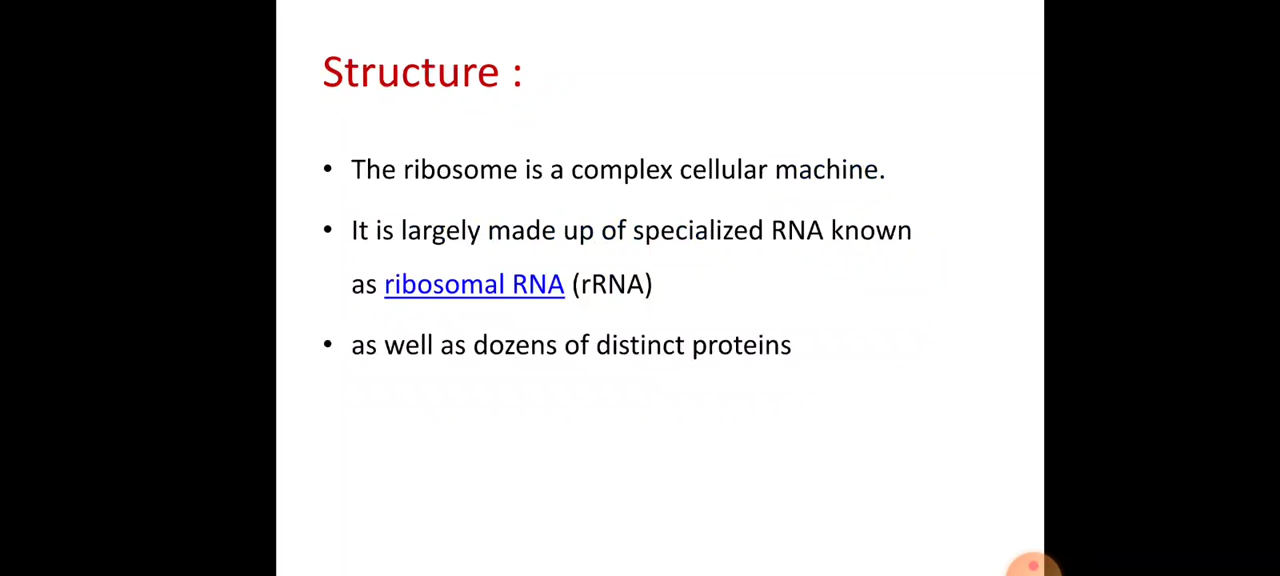 Structure :
• The ribosome is a complex cellular machine.
• It is largely made up of specialized RNA known
as ribosomal RNA (rRNA)
• as well as dozens of distinct proteins